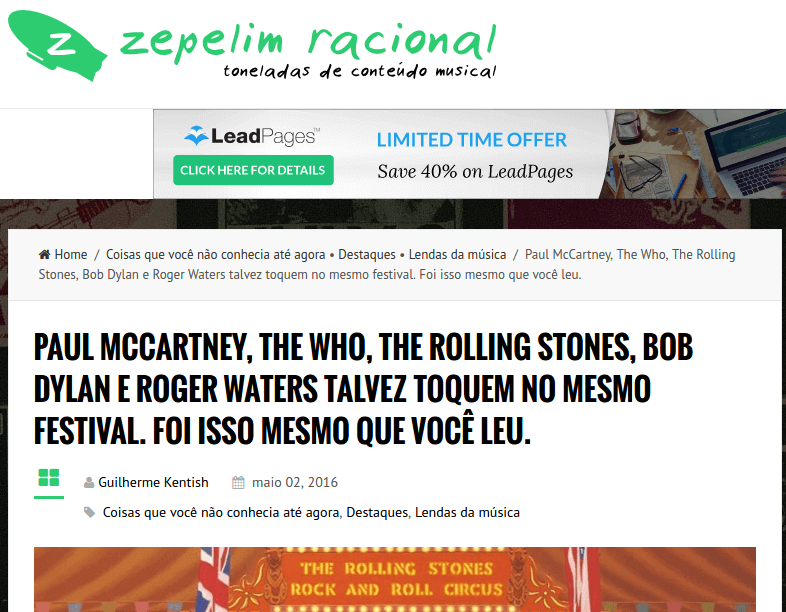 z zepelim racional
toneladas de conteúdo musical
LeadPages™
LIMITED TIME OFFER
CLICK HERE FOR DETAILS
Save 40% on LeadPages
Home / Coisas que você não conhecia até agora • Destaques • Lendas da música / Paul McCartney, The Who, The Rolling
Stones, Bob Dylan e Roger Waters talvez toquem no mesmo festival. Foi isso mesmo que você leu.
PAUL MCCARTNEY, THE WHO, THE ROLLING STONES, BOB
DYLAN E ROGER WATERS TALVEZ TOQUEM NO MESMO
FESTIVAL. FOI ISSO MESMO QUE VOCÊ LEU.
Guilherme Kentish maio 02, 2016
Coisas que você não conhecia até agora, Destaques, Lendas da música
THE ROLLING STONES
ROCK AND ROLL CIRCUS